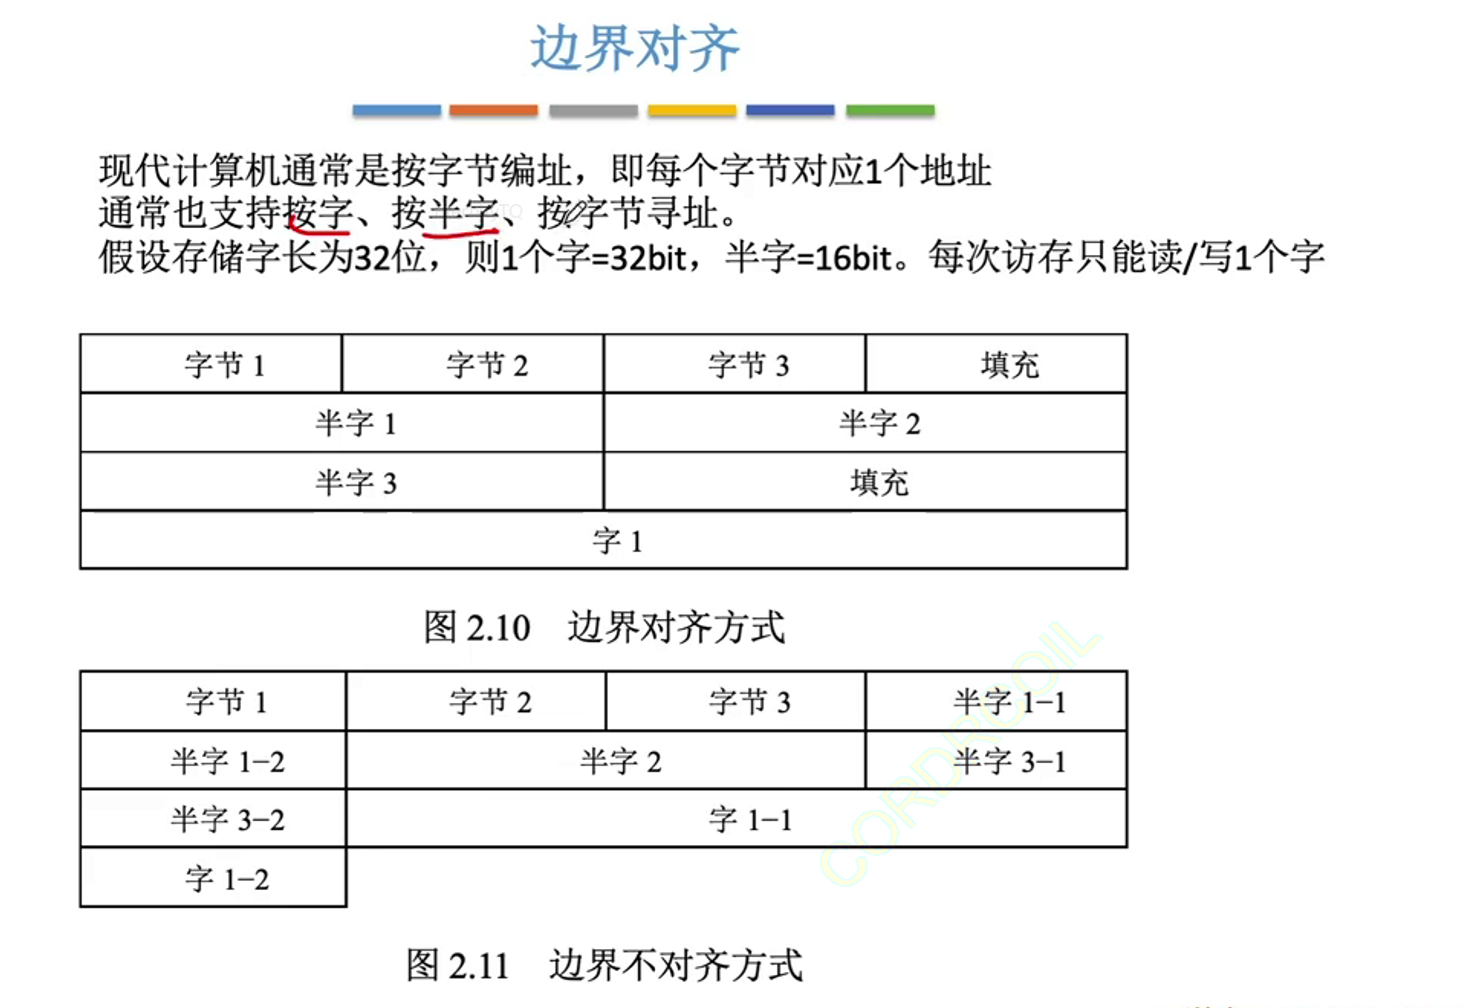 边界对齐
现代计算机通常是按字节编址，即每个字节对应1个地址
通常也支持按字、按半字、按字节寻址。
假设存储字长为32位，则1个字=32bit，半字=16bit。每次访存只能读/写1个字
字节 1 字节 2 字节 3 填充
半字 1 半字 2
半字 3 填充
字 1
图 2.10 边界对齐方式
字节 1 字节 2 字节 3 半字 1−1
半字 1−2 半字 2 半字 3−1
半字 3−2 字 1−1
字 1−2
CORDRCOIL
图 2.11 边界不对齐方式